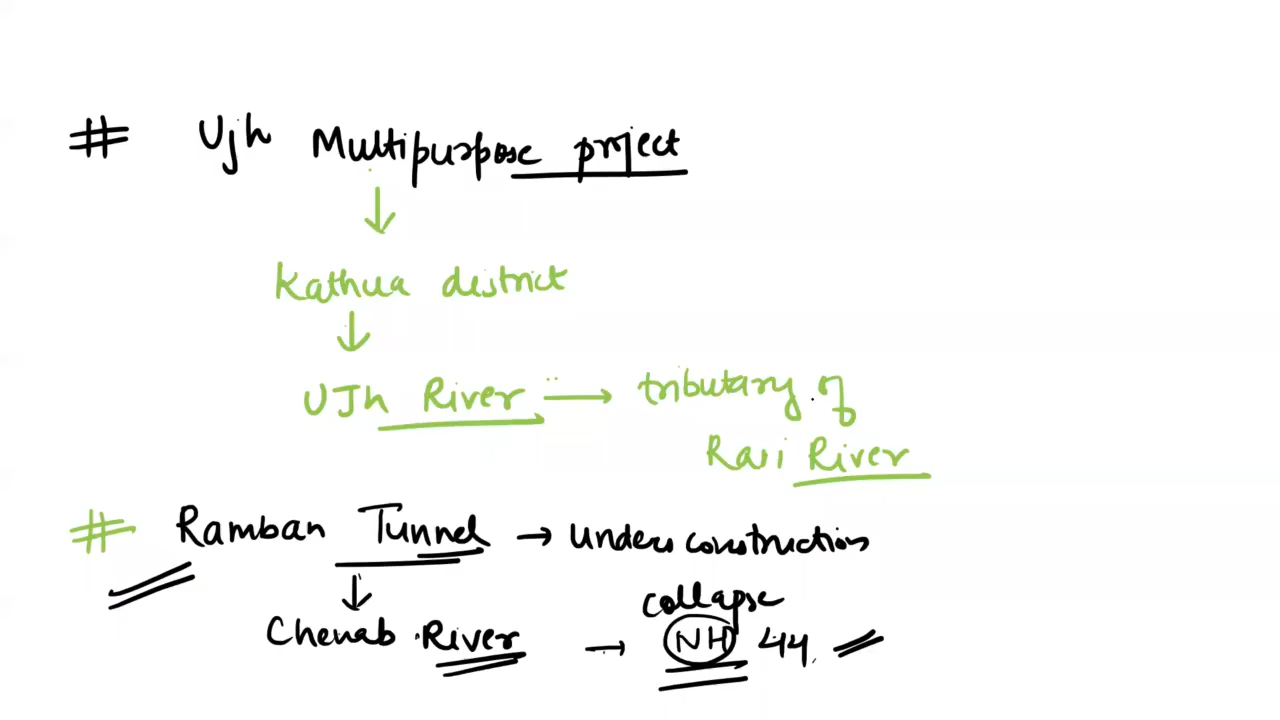 # Ujh Multipurpose project
↓
Kathua district
↓
UJh River → tributary of
Ravi River
# Ramban Tunnel → Under construction
↓
collapse
Chenab River → NH 44